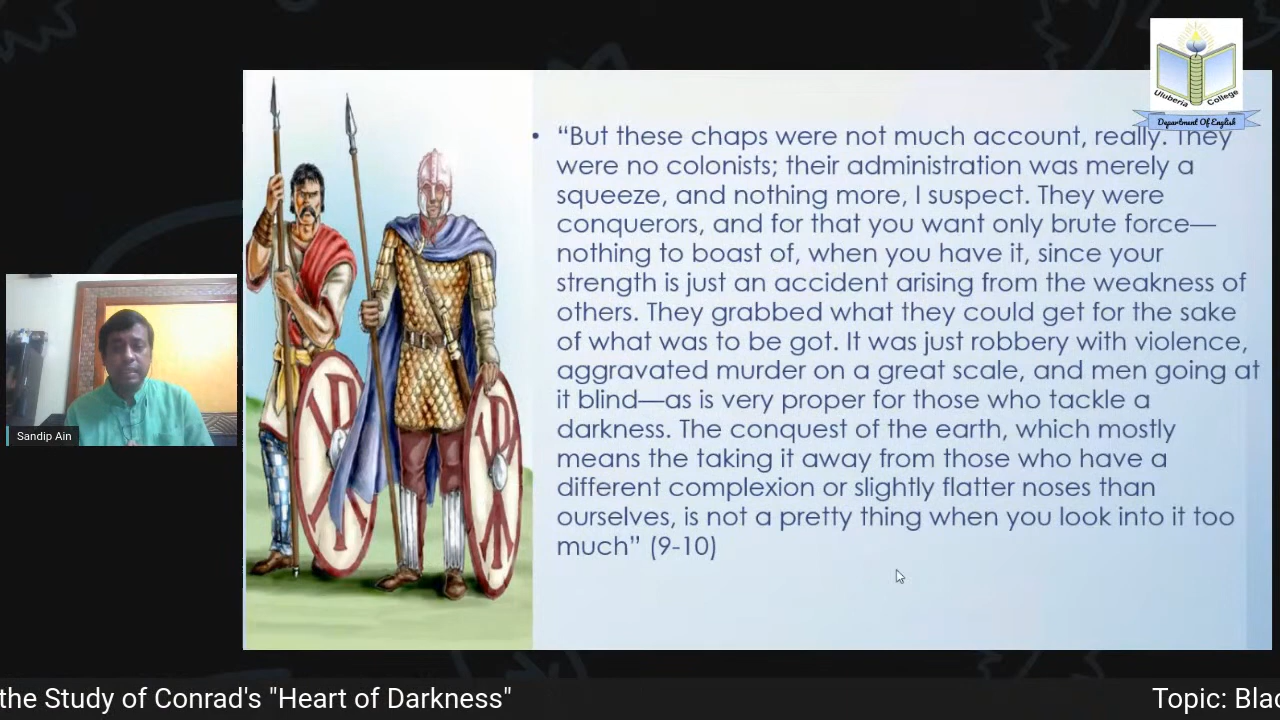 Uluberia College
Department Of English
• “But these chaps were not much account, really. They
were no colonists; their administration was merely a
squeeze, and nothing more, I suspect. They were
conquerors, and for that you want only brute force—
nothing to boast of, when you have it, since your
strength is just an accident arising from the weakness of
others. They grabbed what they could get for the sake
of what was to be got. It was just robbery with violence,
aggravated murder on a great scale, and men going at
it blind—as is very proper for those who tackle a
darkness. The conquest of the earth, which mostly
means the taking it away from those who have a
different complexion or slightly flatter noses than
ourselves, is not a pretty thing when you look into it too
much” (9-10)
Sandip Ain
the Study of Conrad's "Heart of Darkness"
Topic: Blac